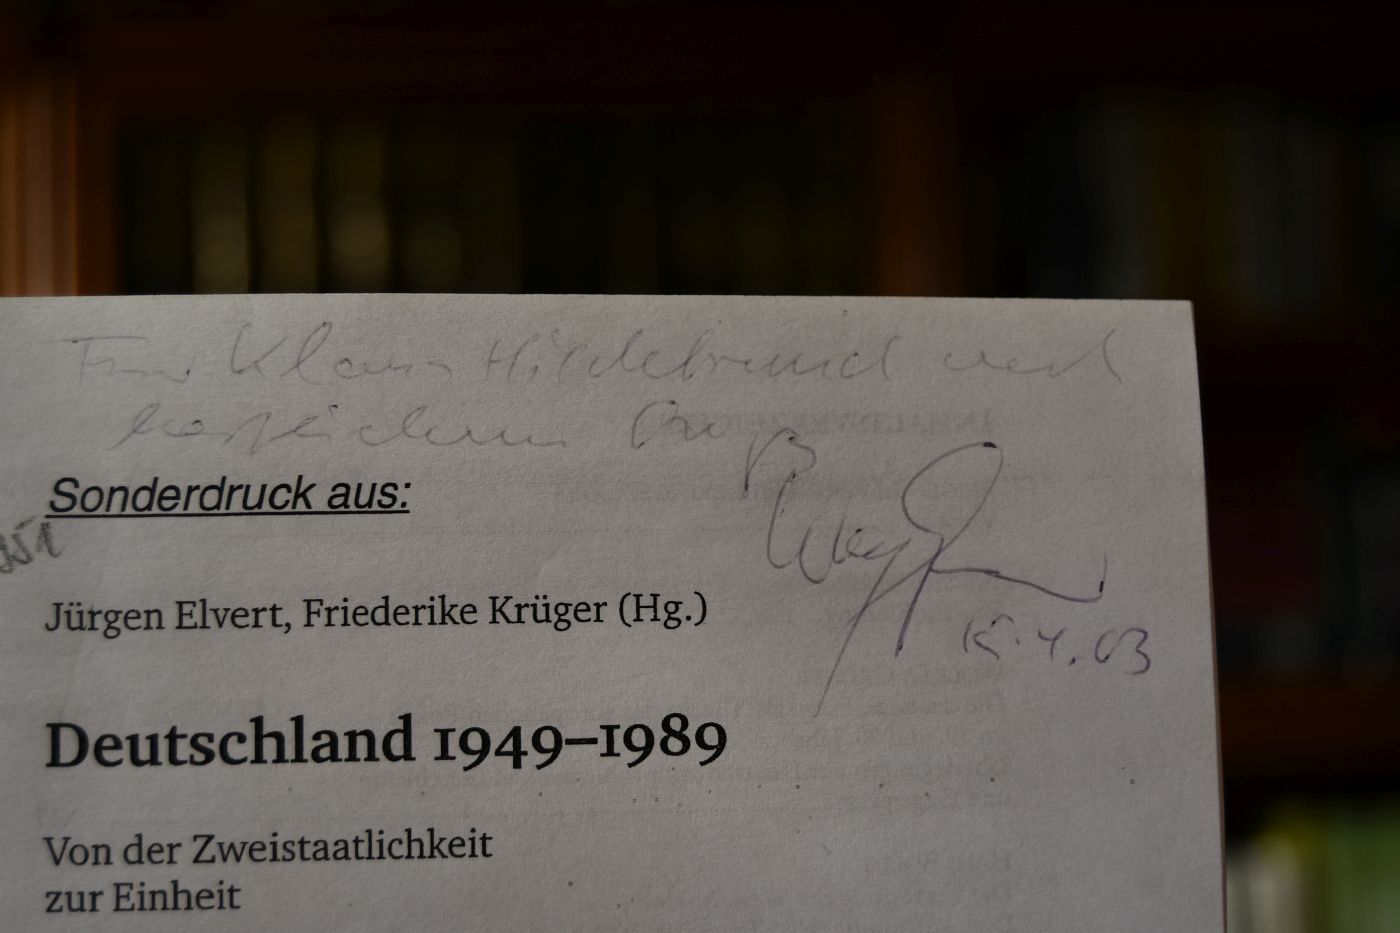 Für Klaus Hildebrand mit
herzlichem Gruß
15.4.03
Sonderdruck aus:
Jürgen Elvert, Friederike Krüger (Hg.)
Deutschland 1949–1989
Von der Zweistaatlichkeit
zur Einheit